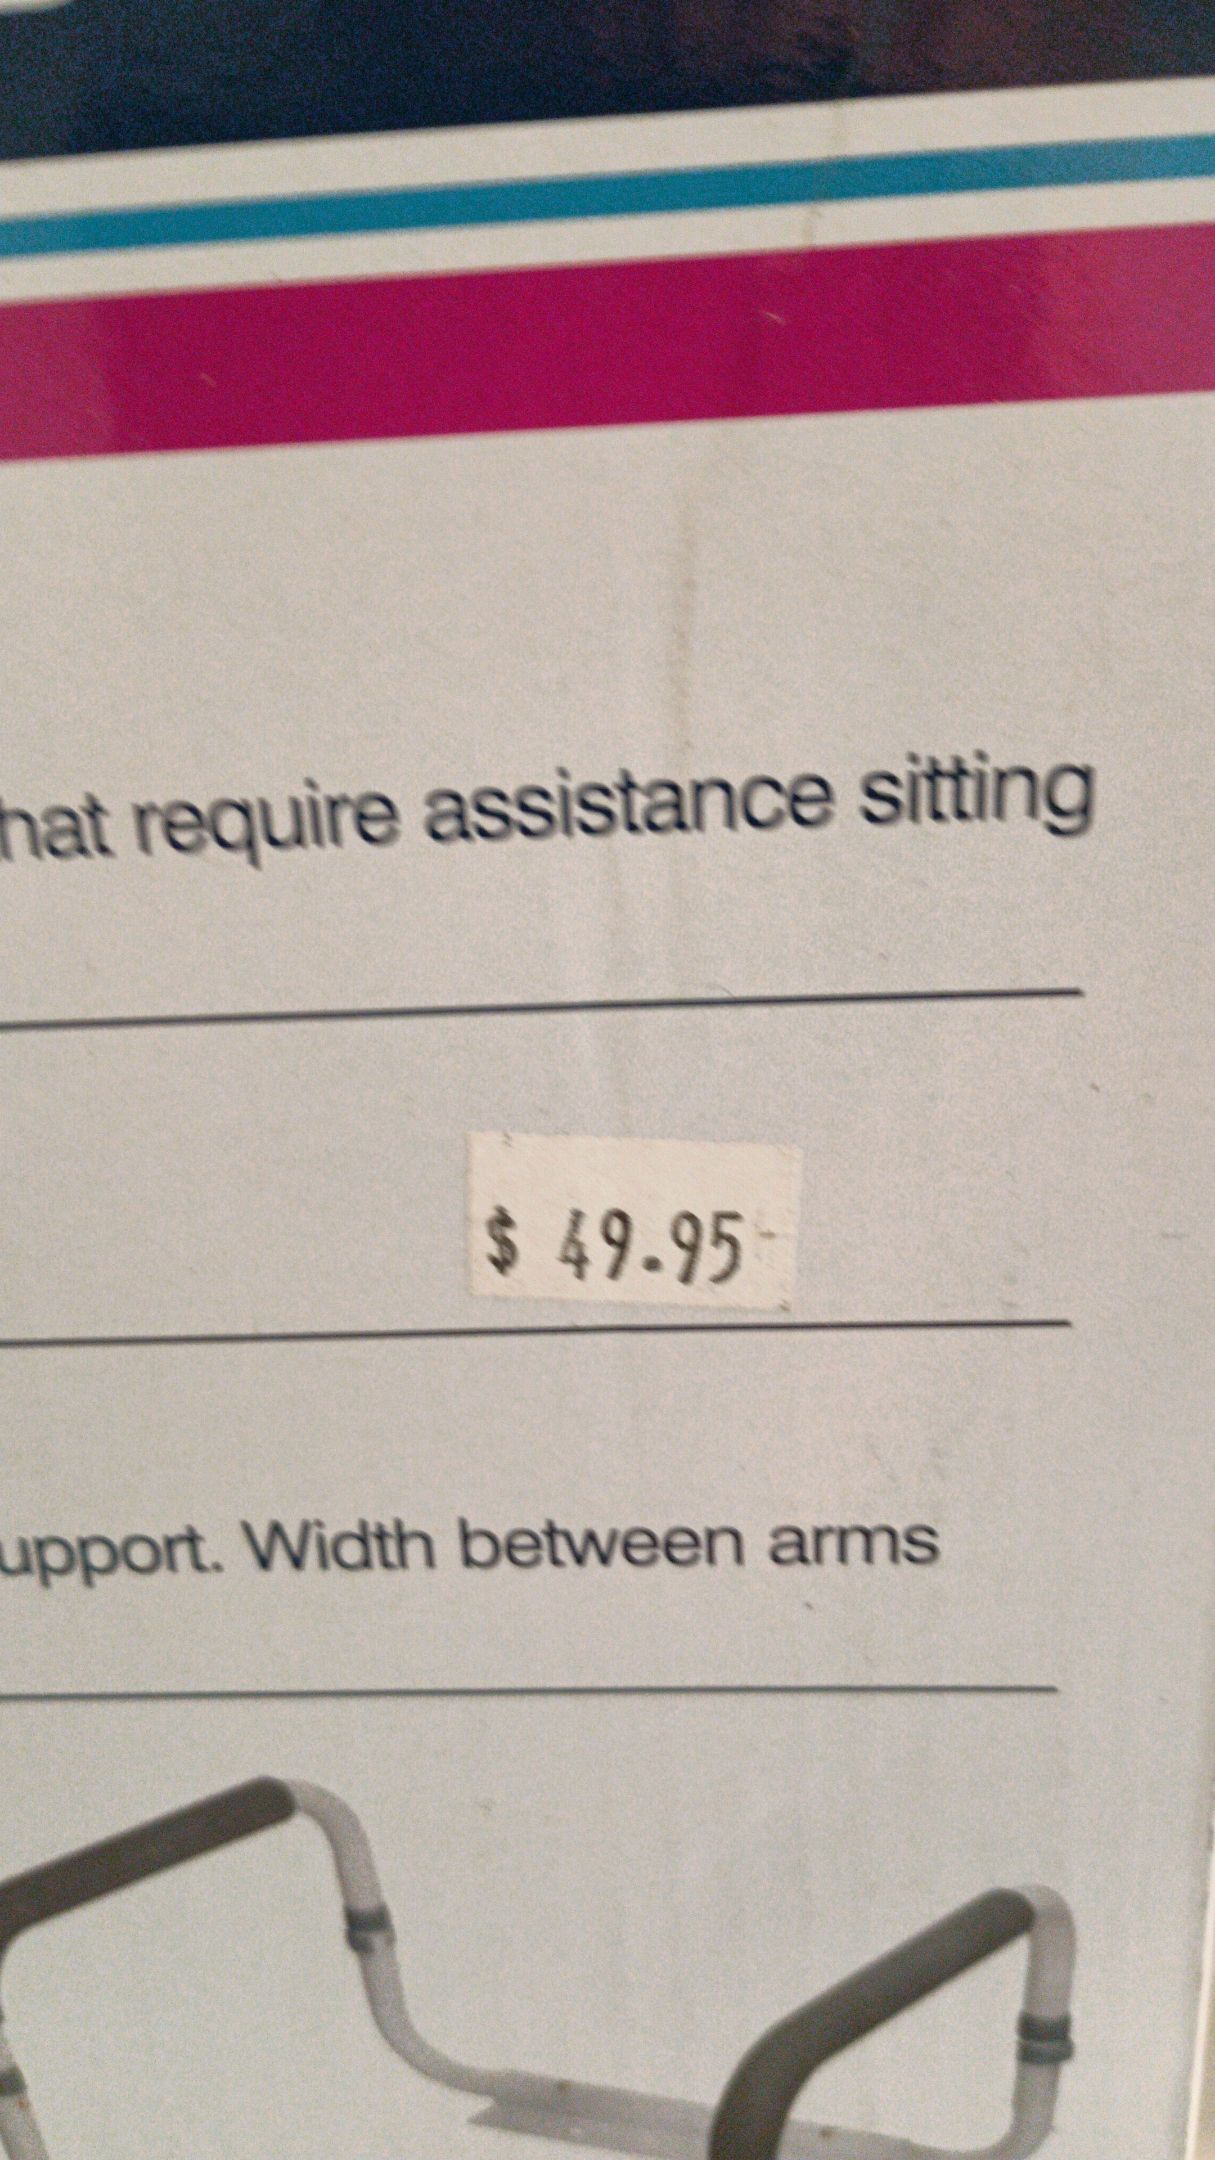 hat require assistance sitting
$ 49.95
upport. Width between arms